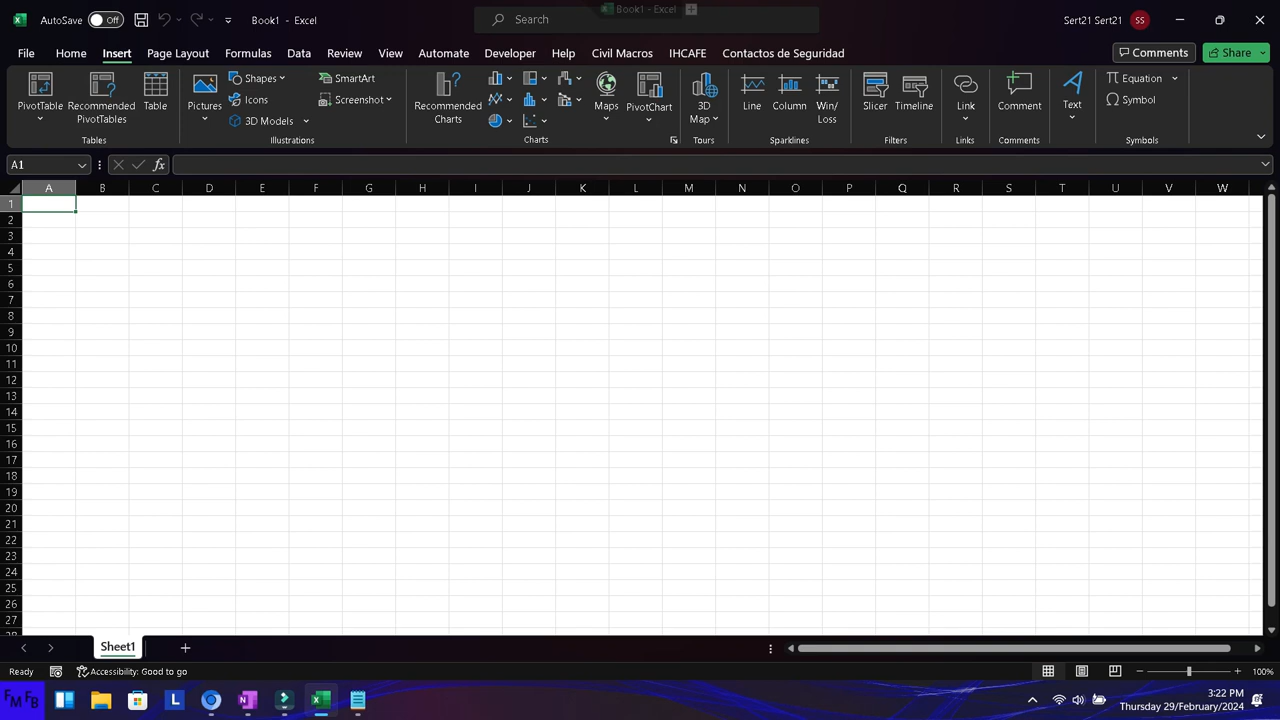 AutoSave Off Book1 - Excel Search Book1 - Excel Sert21 Sert21 SS
File Home Insert Page Layout Formulas Data Review View Automate Developer Help Civil Macros IHCAFE Contactos de Seguridad Comments Share
PivotTable Recommended PivotTables Table Pictures Shapes Icons 3D Models SmartArt Screenshot Recommended Charts Maps PivotChart 3D Map Line Column Win/Loss Slicer Timeline Link Comment Text Equation Symbol
Tables Illustrations Charts Tours Sparklines Filters Links Comments Symbols
A1 fx
A B C D E F G H I J K L M N O P Q R S T U V W
1
2
3
4
5
6
7
8
9
10
11
12
13
14
15
16
17
18
19
20
21
22
23
24
25
26
27
28
Sheet1
Ready Accessibility: Good to go 100%
FM FB L N 3:22 PM
Thursday 29/February/2024